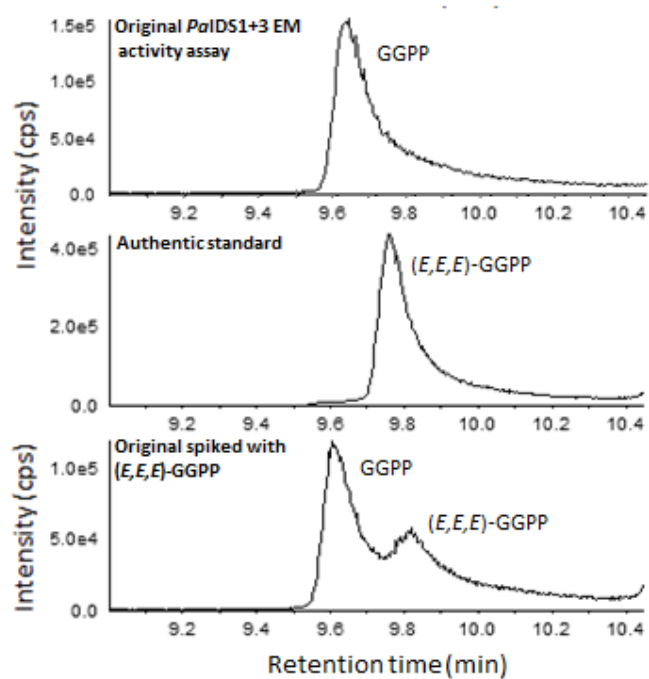 Original PaIDS1+3 EM
activity assay
GGPP
1.5e5
1.0e5
5.0e4
0.0
9.2 9.4 9.6 9.8 10.0 10.2 10.4
Authentic standard
(E,E,E)-GGPP
4.0e5
2.0e5
0.0
9.2 9.4 9.6 9.8 10.0 10.2 10.4
Original spiked with
(E,E,E)-GGPP
GGPP
(E,E,E)-GGPP
1.0e5
5.0e4
0.0
9.2 9.4 9.6 9.8 10.0 10.2 10.4
Intensity (cps)
Intensity (cps)
Retention time (min)